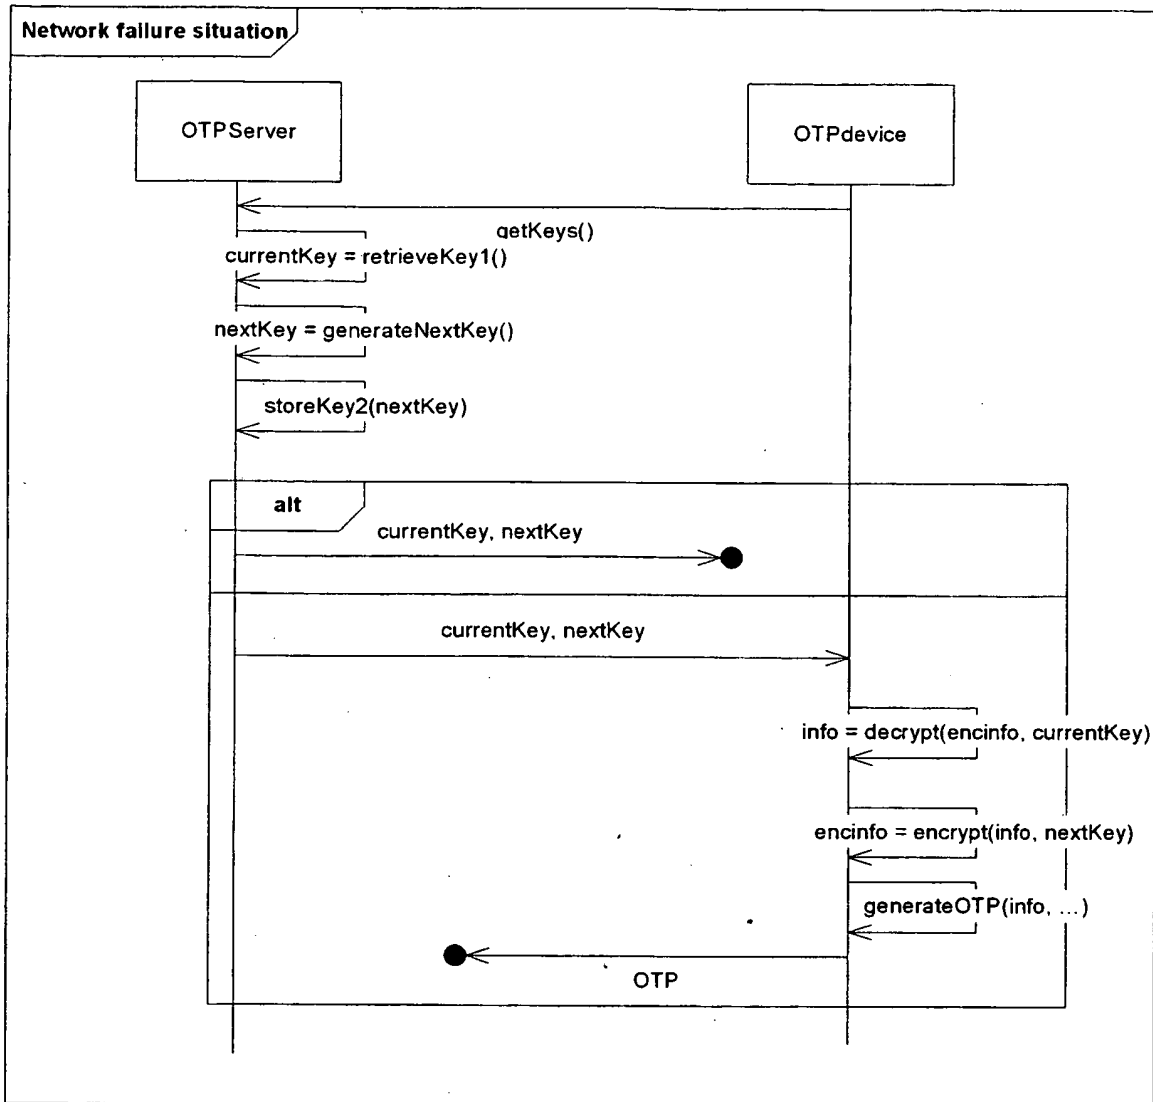 Network failure situation
OTPServer
OTPdevice
getKeys()
currentKey = retrieveKey1()
nextKey = generateNextKey()
storeKey2(nextKey)
alt
currentKey, nextKey
currentKey, nextKey
info = decrypt(encinfo, currentKey)
encinfo = encrypt(info, nextKey)
generateOTP(info, ...)
OTP